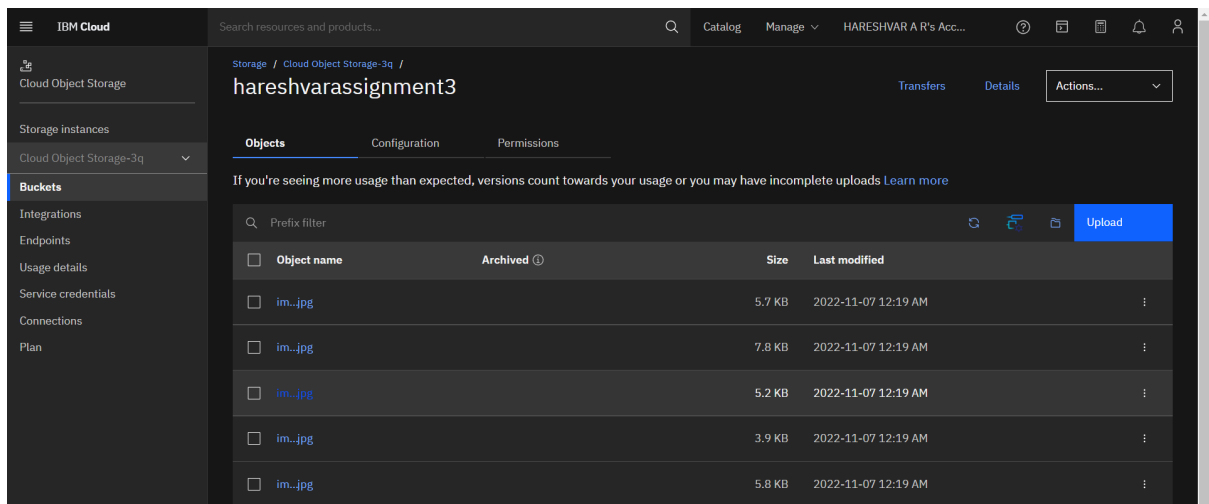 IBM Cloud
Search resources and products...
Catalog
Manage
HARESHVAR A R's Acc...
Cloud Object Storage
Storage instances
Cloud Object Storage-3q
Buckets
Integrations
Endpoints
Usage details
Service credentials
Connections
Plan
Storage / Cloud Object Storage-3q /
hareshvarassignment3
Transfers
Details
Actions...
Objects
Configuration
Permissions
If you're seeing more usage than expected, versions count towards your usage or you may have incomplete uploads Learn more
Prefix filter
Upload
Object name Archived Size Last modified
im...jpg 5.7 KB 2022-11-07 12:19 AM
im...jpg 7.8 KB 2022-11-07 12:19 AM
im...jpg 5.2 KB 2022-11-07 12:19 AM
im...jpg 3.9 KB 2022-11-07 12:19 AM
im...jpg 5.8 KB 2022-11-07 12:19 AM